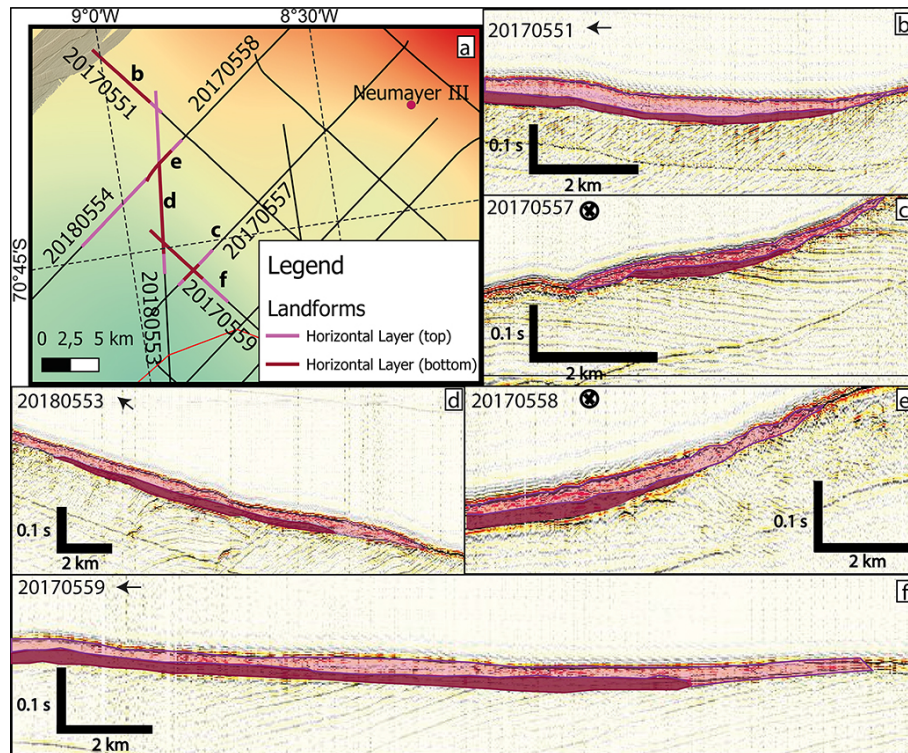 9°0'W
8°30'W
a
20170551
b
20170558
Neumayer III
e
d
20180554
c
20170557
f
70°45'S
20180553
20170559
0 2,5 5 km
Legend
Landforms
Horizontal Layer (top)
Horizontal Layer (bottom)
20170551 ←
b
0.1 s
2 km
20170557 ⊗
c
0.1 s
2 km
20180553 ↖
d
0.1 s
2 km
20170558 ⊗
e
0.1 s
2 km
20170559 ←
f
0.1 s
2 km